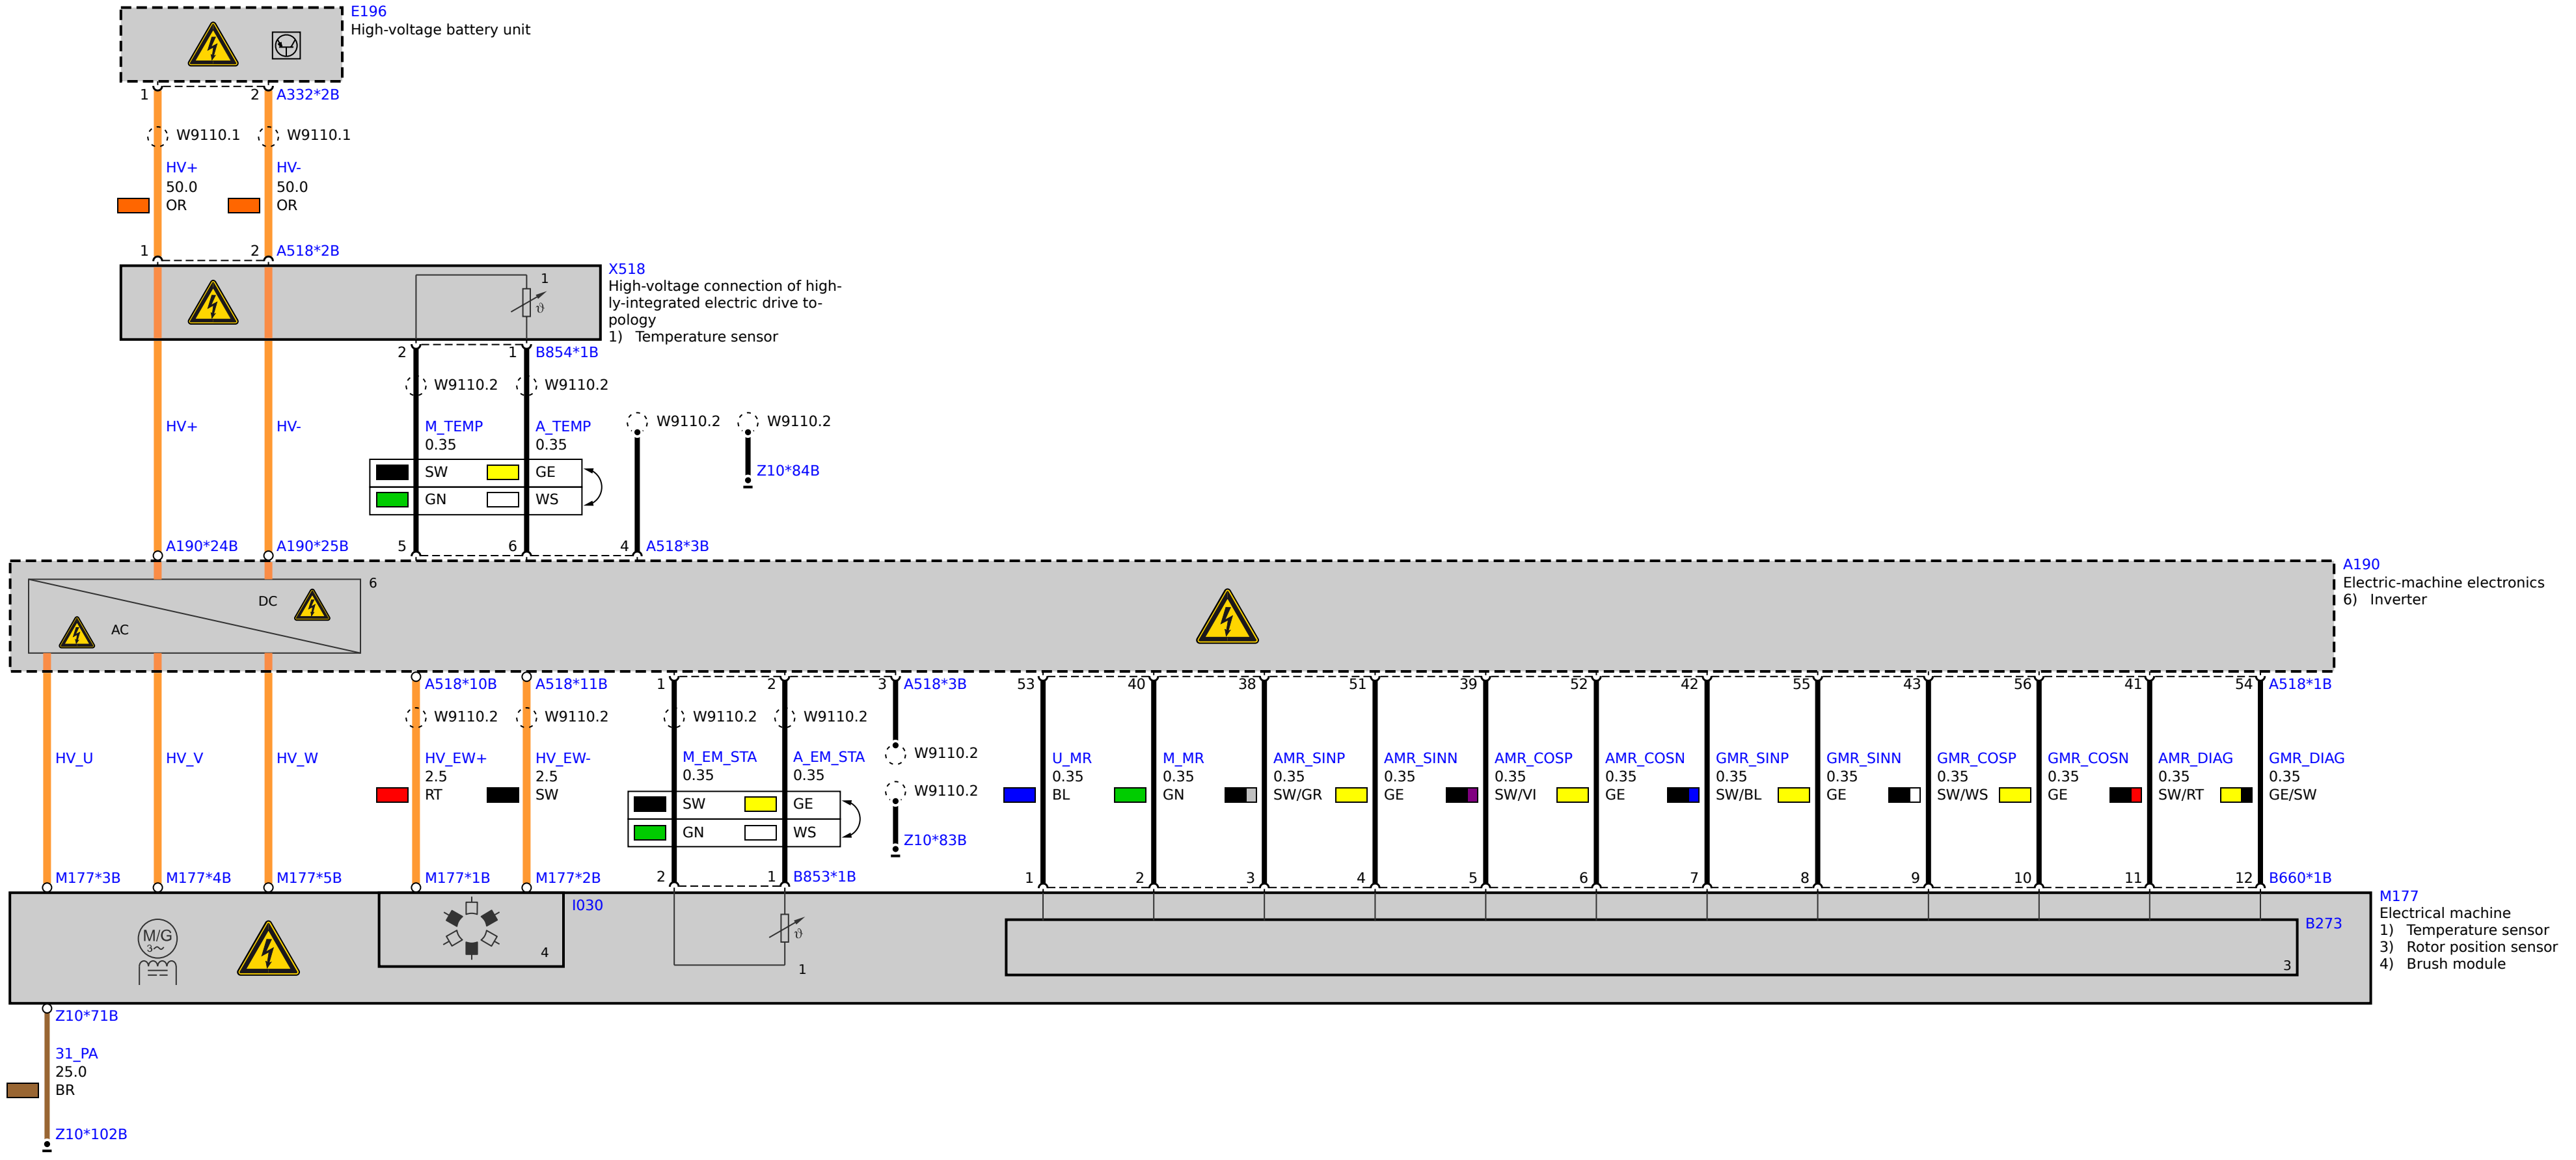 E196
High-voltage battery unit
1 2 A332*2B
W9110.1 W9110.1
HV+ HV-
50.0 50.0
OR OR
1 2 A518*2B
X518
High-voltage connection of high-
ly-integrated electric drive to-
pology
1) Temperature sensor
1
ϑ
2 1 B854*1B
W9110.2 W9110.2
W9110.2 W9110.2
HV+ HV- M_TEMP A_TEMP
0.35 0.35
SW GE
Z10*84B
GN WS
A190*24B A190*25B 5 6 4 A518*3B
A190
Electric-machine electronics
6) Inverter
6
DC
AC
A518*10B A518*11B 1 2 3 A518*3B 53 40 38 51 39 52 42 55 43 56 41 54 A518*1B
W9110.2 W9110.2 W9110.2 W9110.2
W9110.2
HV_U HV_V HV_W HV_EW+ HV_EW- M_EM_STA A_EM_STA U_MR M_MR AMR_SINP AMR_SINN AMR_COSP AMR_COSN GMR_SINP GMR_SINN GMR_COSP GMR_COSN AMR_DIAG GMR_DIAG
2.5 2.5 0.35 0.35 0.35 0.35 0.35 0.35 0.35 0.35 0.35 0.35 0.35 0.35 0.35 0.35
W9110.2
RT SW SW GE BL GN SW/GR GE SW/VI GE SW/BL GE SW/WS GE SW/RT GE/SW
GN WS
Z10*83B
M177*3B M177*4B M177*5B M177*1B M177*2B 2 1 B853*1B 1 2 3 4 5 6 7 8 9 10 11 12 B660*1B
M177
Electrical machine
1) Temperature sensor
3) Rotor position sensor
4) Brush module
I030
B273
M/G
3~
ϑ
4
1
3
Z10*71B
31_PA
25.0
BR
Z10*102B